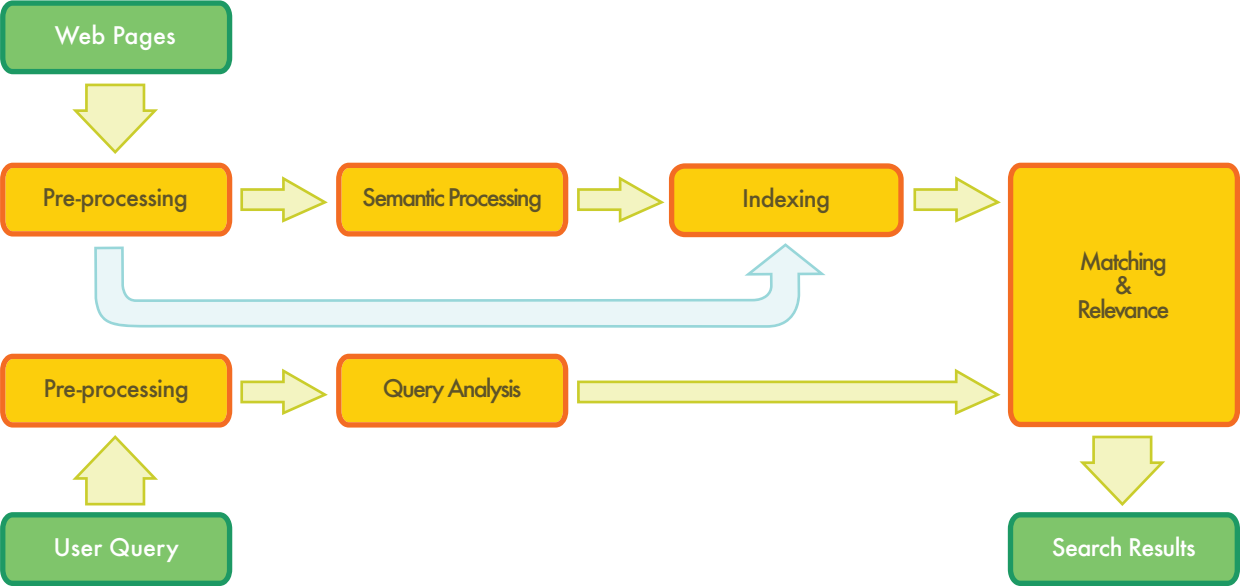 Web Pages
Pre-processing
Semantic Processing
Indexing
Matching
&
Relevance
Pre-processing
Query Analysis
User Query
Search Results